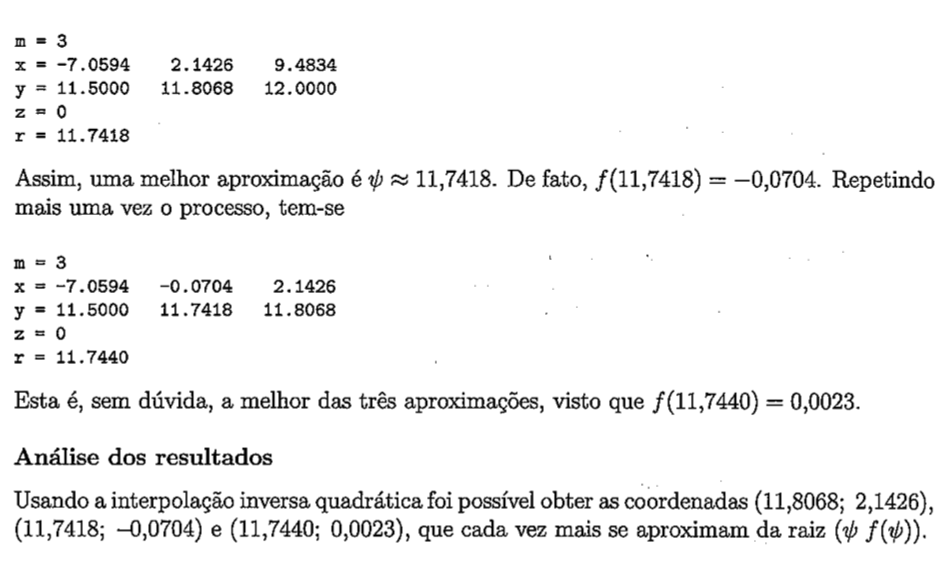 m = 3
x = -7.0594 2.1426 9.4834
y = 11.5000 11.8068 12.0000
z = 0
r = 11.7418
Assim, uma melhor aproximação é ψ ≈ 11,7418. De fato, f(11,7418) = −0,0704. Repetindo
mais uma vez o processo, tem-se
m = 3
x = -7.0594 -0.0704 2.1426
y = 11.5000 11.7418 11.8068
z = 0
r = 11.7440
Esta é, sem dúvida, a melhor das três aproximações, visto que f(11,7440) = 0,0023.
Análise dos resultados
Usando a interpolação inversa quadrática foi possível obter as coordenadas (11,8068; 2,1426),
(11,7418; −0,0704) e (11,7440; 0,0023), que cada vez mais se aproximam da raiz (ψ f(ψ)).